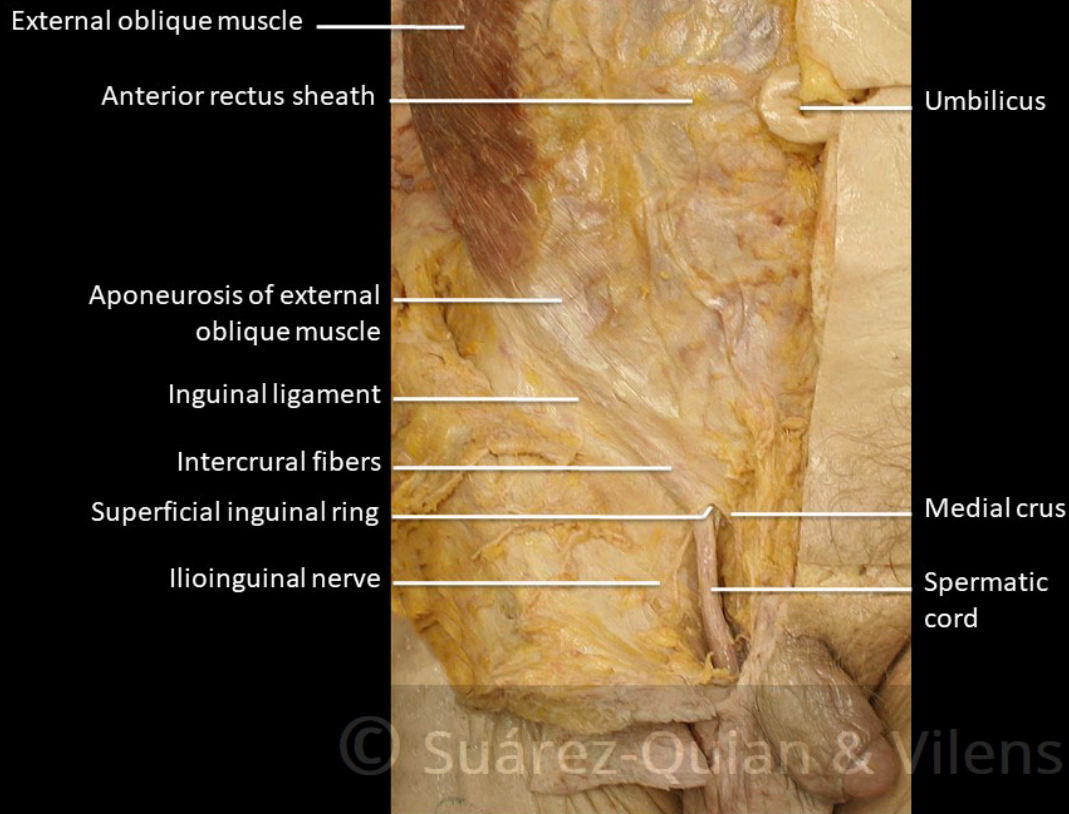 External oblique muscle
Anterior rectus sheath
Umbilicus
Aponeurosis of external
oblique muscle
Inguinal ligament
Intercrural fibers
Superficial inguinal ring
Medial crus
Ilioinguinal nerve
Spermatic
cord
© Suárez-Quian & Vilens